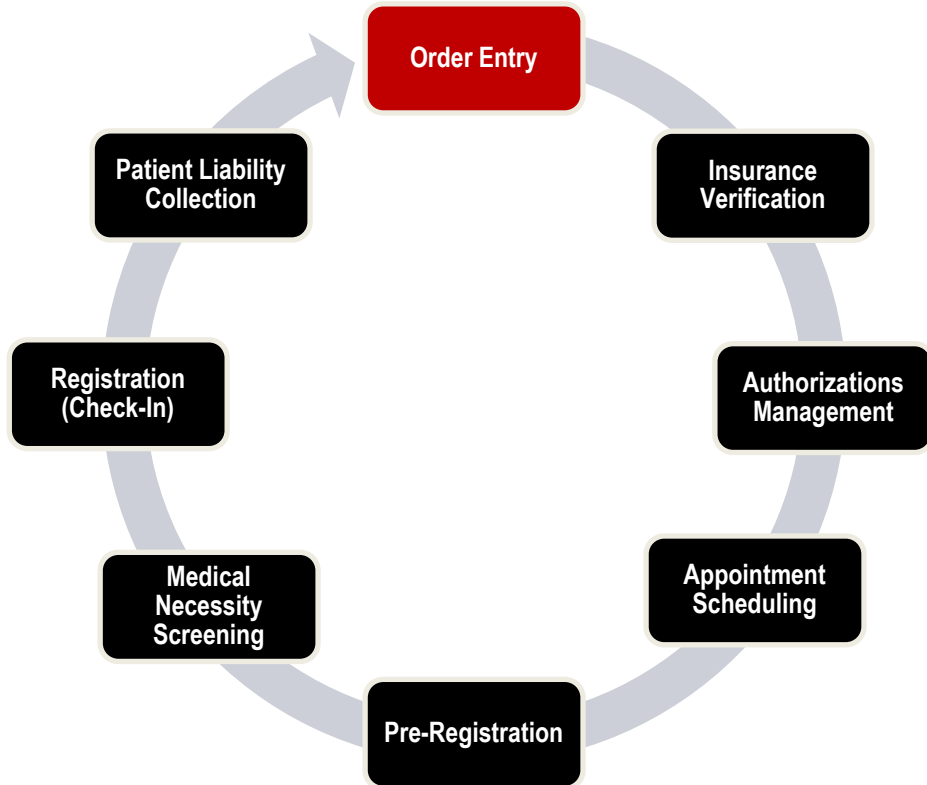 Order Entry
Insurance
Verification
Authorizations
Management
Appointment
Scheduling
Pre-Registration
Medical
Necessity
Screening
Registration
(Check-In)
Patient Liability
Collection